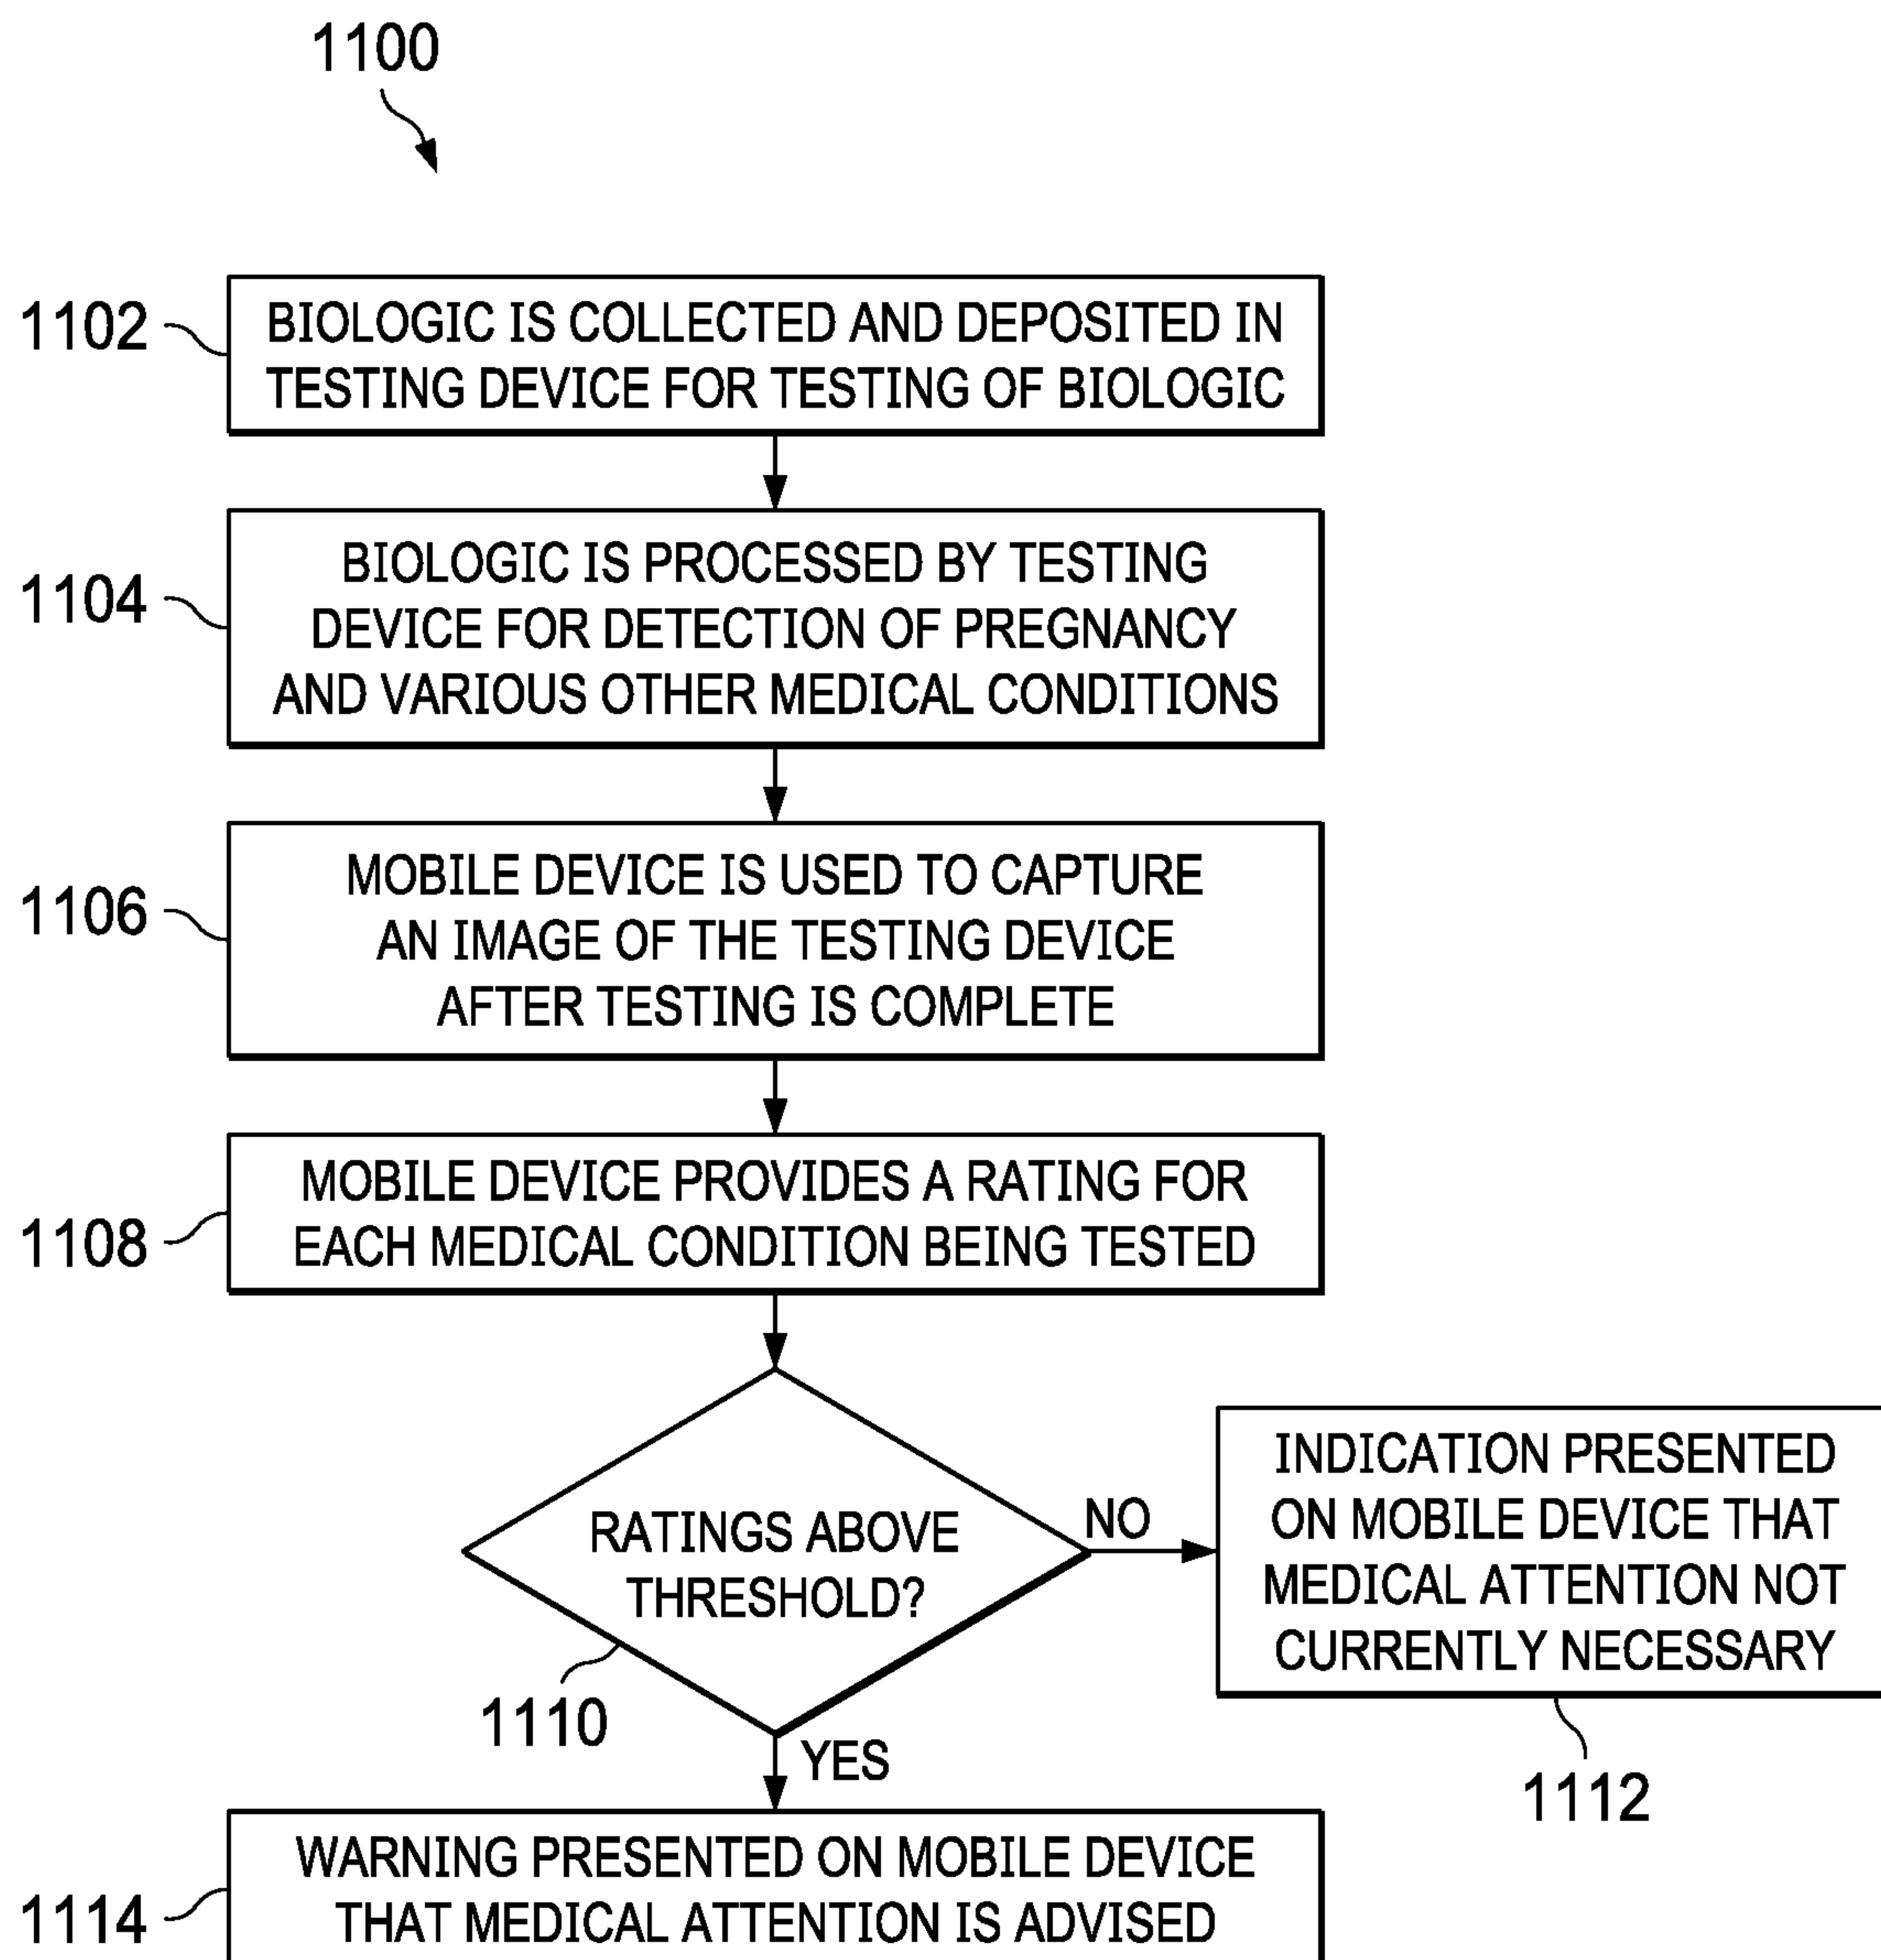 1100
1102
BIOLOGIC IS COLLECTED AND DEPOSITED IN
TESTING DEVICE FOR TESTING OF BIOLOGIC
1104
BIOLOGIC IS PROCESSED BY TESTING
DEVICE FOR DETECTION OF PREGNANCY
AND VARIOUS OTHER MEDICAL CONDITIONS
1106
MOBILE DEVICE IS USED TO CAPTURE
AN IMAGE OF THE TESTING DEVICE
AFTER TESTING IS COMPLETE
1108
MOBILE DEVICE PROVIDES A RATING FOR
EACH MEDICAL CONDITION BEING TESTED
RATINGS ABOVE
THRESHOLD?
1110
NO
INDICATION PRESENTED
ON MOBILE DEVICE THAT
MEDICAL ATTENTION NOT
CURRENTLY NECESSARY
1112
YES
1114
WARNING PRESENTED ON MOBILE DEVICE
THAT MEDICAL ATTENTION IS ADVISED